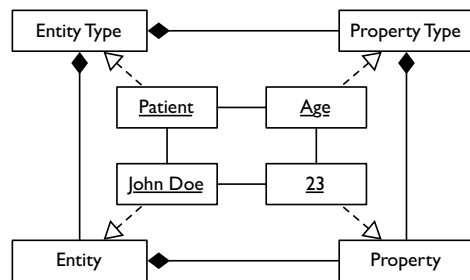 Entity Type
Property Type
Patient
Age
John Doe
23
Entity
Property